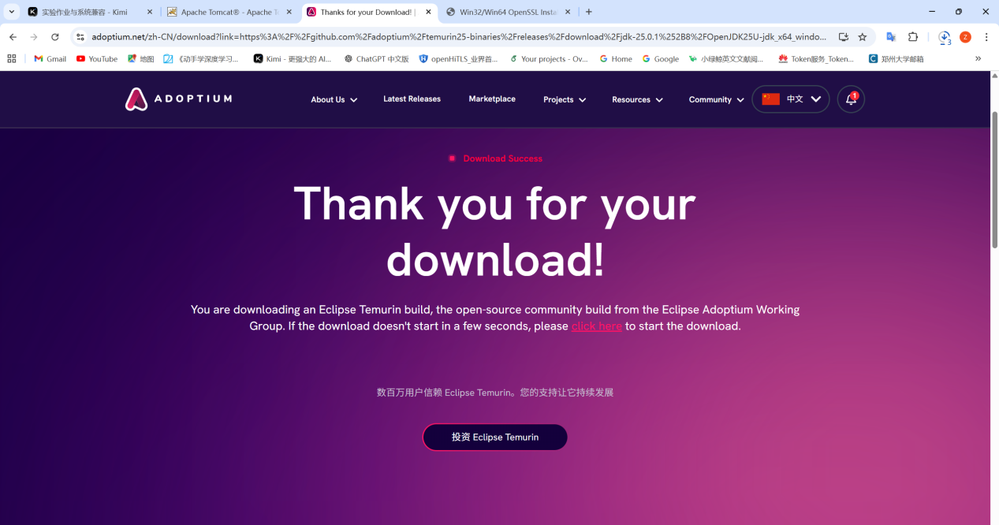 实验作业与系统兼容 - Kimi
Apache Tomcat® - Apache T
Thanks for your Download! |
Win32/Win64 OpenSSL Insta
adoptium.net/zh-CN/download?link=https%3A%2F%2Fgithub.com%2Fadoptium%2Ftemurin25-binaries%2Freleases%2Fdownload%2Fjdk-25.0.1%252B8%2FOpenJDK25U-jdk_x64_windo...
3
Z
Gmail
YouTube
地图
《动手学深度学习...
Kimi - 更强大的 AI...
ChatGPT 中文版
openHiTLS_业界首...
Your projects - Ov...
Home
Google
小绿鲸英文文献阅...
Token服务_Token...
郑州大学邮箱
ADOPTIUM
About Us
Latest Releases
Marketplace
Projects
Resources
Community
中文
1
Download Success
Thank you for your
download!
You are downloading an Eclipse Temurin build, the open-source community build from the Eclipse Adoptium Working
Group. If the download doesn't start in a few seconds, please click here to start the download.
数百万用户信赖 Eclipse Temurin。您的支持让它持续发展
投资 Eclipse Temurin